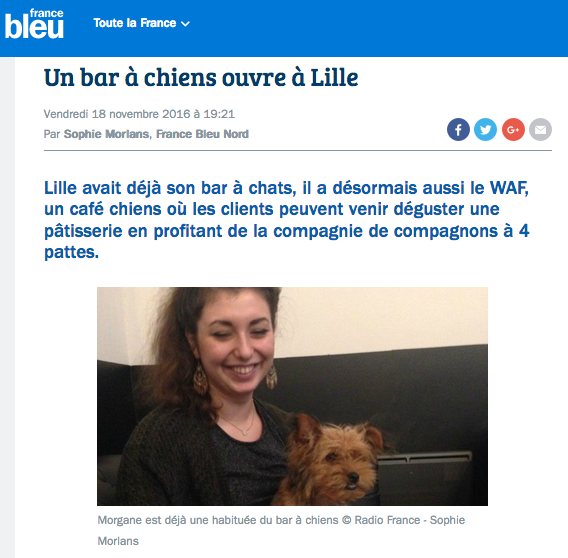 france
bleu
Toute la France
Un bar à chiens ouvre à Lille
Vendredi 18 novembre 2016 à 19:21
Par Sophie Morlans, France Bleu Nord
f
G+
Lille avait déjà son bar à chats, il a désormais aussi le WAF,
un café chiens où les clients peuvent venir déguster une
pâtisserie en profitant de la compagnie de compagnons à 4
pattes.
Morgane est déjà une habituée du bar à chiens © Radio France - Sophie
Morlans